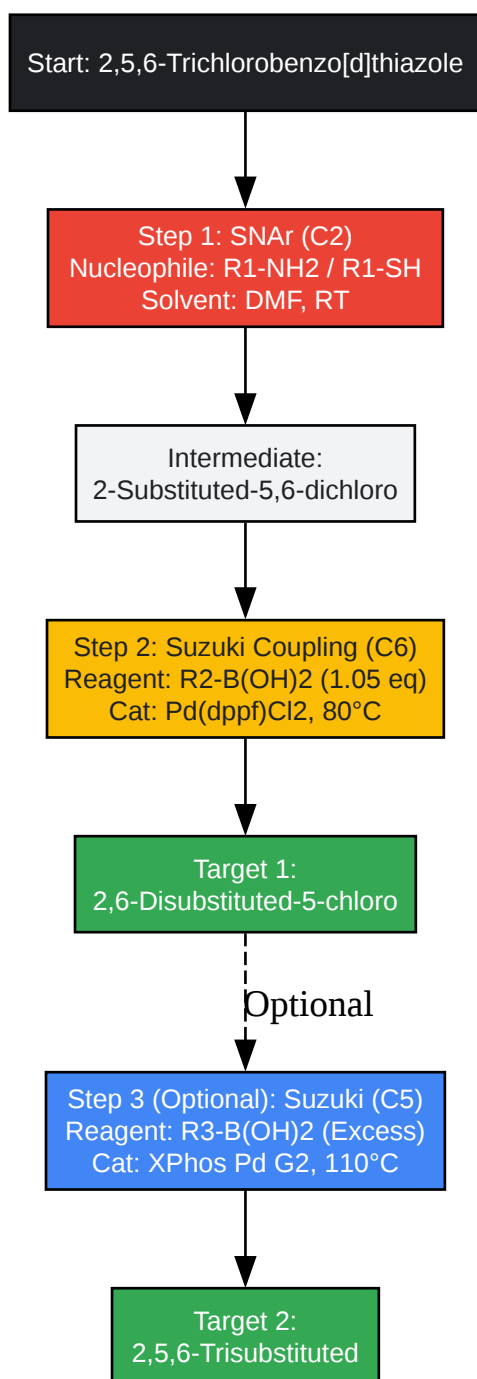 Start: 2,5,6-Trichlorobenzo[d]thiazole
Step 1: SNAr (C2)
Nucleophile: R1-NH2 / R1-SH
Solvent: DMF, RT
Intermediate:
2-Substituted-5,6-dichloro
Step 2: Suzuki Coupling (C6)
Reagent: R2-B(OH)2 (1.05 eq)
Cat: Pd(dppf)Cl2, 80°C
Target 1:
2,6-Disubstituted-5-chloro
Optional
Step 3 (Optional): Suzuki (C5)
Reagent: R3-B(OH)2 (Excess)
Cat: XPhos Pd G2, 110°C
Target 2:
2,5,6-Trisubstituted